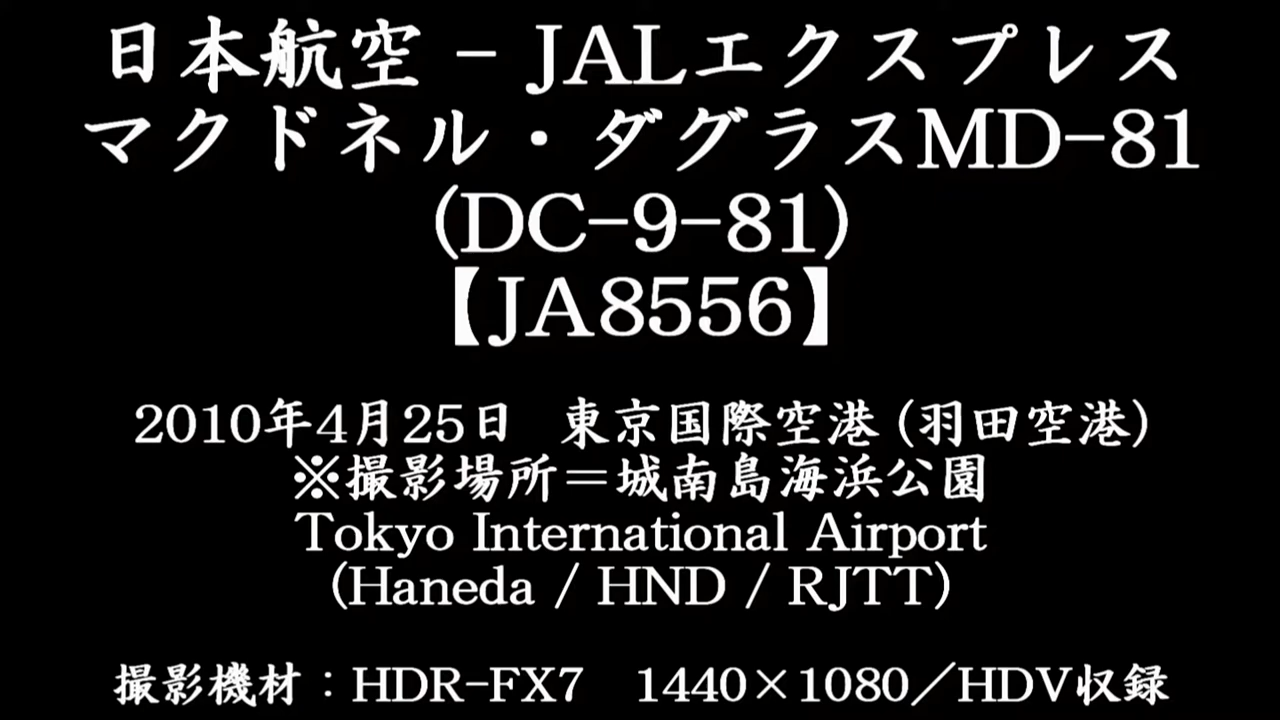 日本航空 – JALエクスプレス
マクドネル・ダグラスMD-81
(DC-9-81)
【JA8556】
2010年4月25日　東京国際空港 (羽田空港)
※撮影場所＝城南島海浜公園
Tokyo International Airport
(Haneda / HND / RJTT)
撮影機材：HDR-FX7　1440×1080／HDV収録